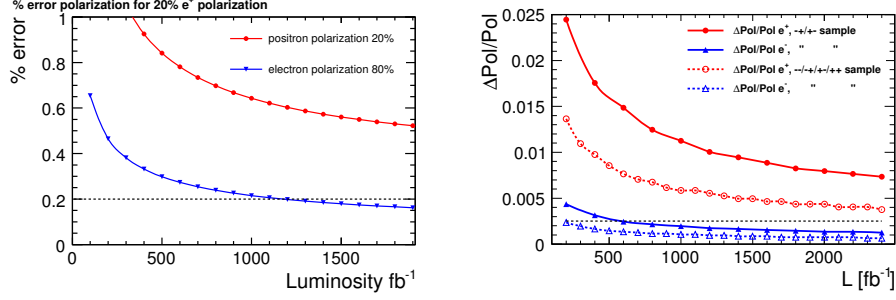 % error polarization for 20% e+ polarization
% error
1
0.8
0.6
0.4
0.2
0
positron polarization 20%
electron polarization 80%
500
1000
1500
Luminosity fb-1
ΔPol/Pol
0.025
0.02
0.015
0.01
0.005
0
ΔPol/Pol e+, -+/+- sample
ΔPol/Pol e-, " "
ΔPol/Pol e+, --/-+/+-/++ sample
ΔPol/Pol e-, " "
500
1000
1500
2000
L [fb-1]